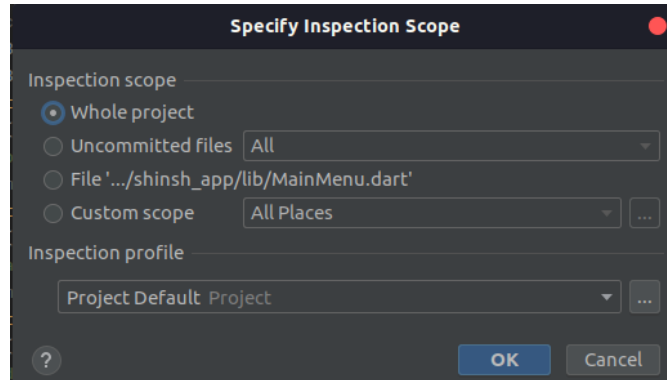 Specify Inspection Scope
Inspection scope
Whole project
Uncommitted files All
File '.../shinsh_app/lib/MainMenu.dart'
Custom scope All Places ...
Inspection profile
Project Default Project ...
? OK Cancel